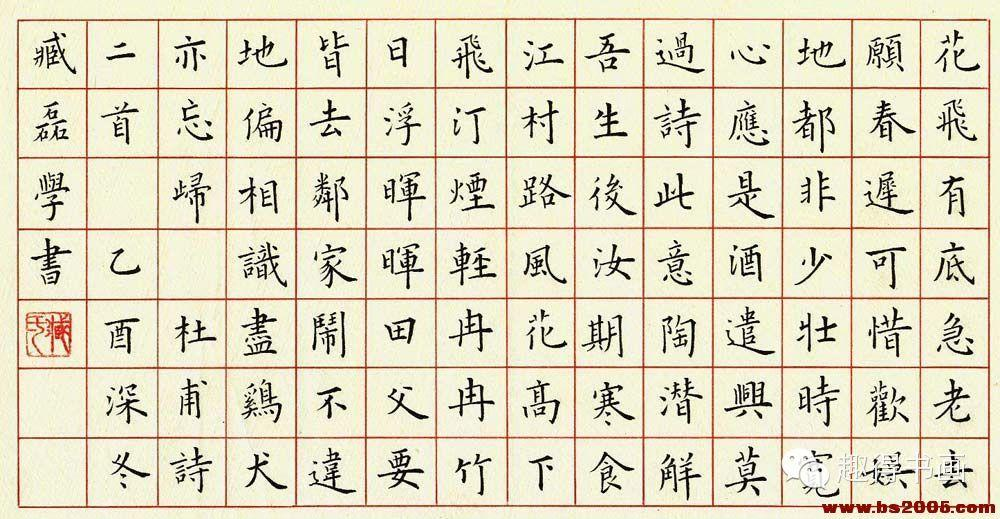 花飛有底急老去
願春遲可惜歡娛
地都非少壯時寬
心應是酒遣興莫
過詩此意陶潛解
吾生後汝期寒食
江村路風花高下
飛汀煙輕冉冉竹
日浮暉暉田父要
皆去鄰家鬧不違
地偏相識盡鷄犬
亦忘歸 杜甫詩
二首 乙酉深冬
臧磊學書
趣得书画
www.bs2005.com